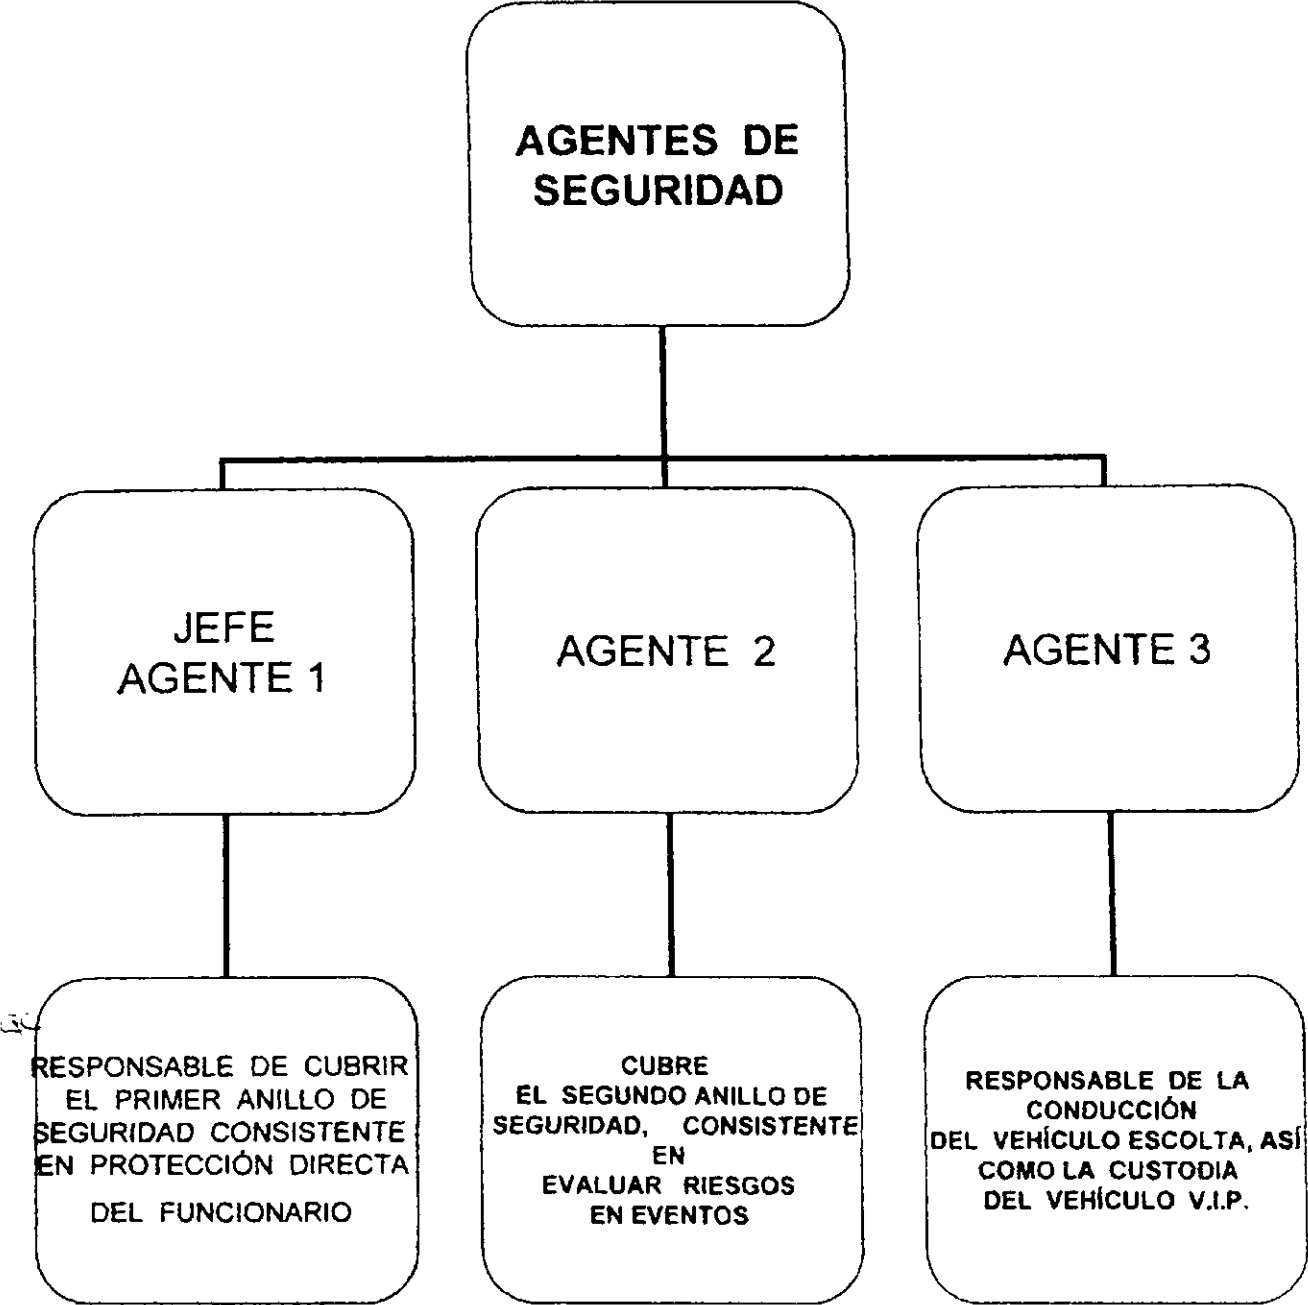 AGENTES DE
SEGURIDAD
JEFE
AGENTE 1
AGENTE 2
AGENTE 3
RESPONSABLE DE CUBRIR
EL PRIMER ANILLO DE
SEGURIDAD CONSISTENTE
EN PROTECCIÓN DIRECTA
DEL FUNCIONARIO
CUBRE
EL SEGUNDO ANILLO DE
SEGURIDAD, CONSISTENTE
EN
EVALUAR RIESGOS
EN EVENTOS
RESPONSABLE DE LA
CONDUCCIÓN
DEL VEHÍCULO ESCOLTA, ASÍ
COMO LA CUSTODIA
DEL VEHÍCULO V.I.P.